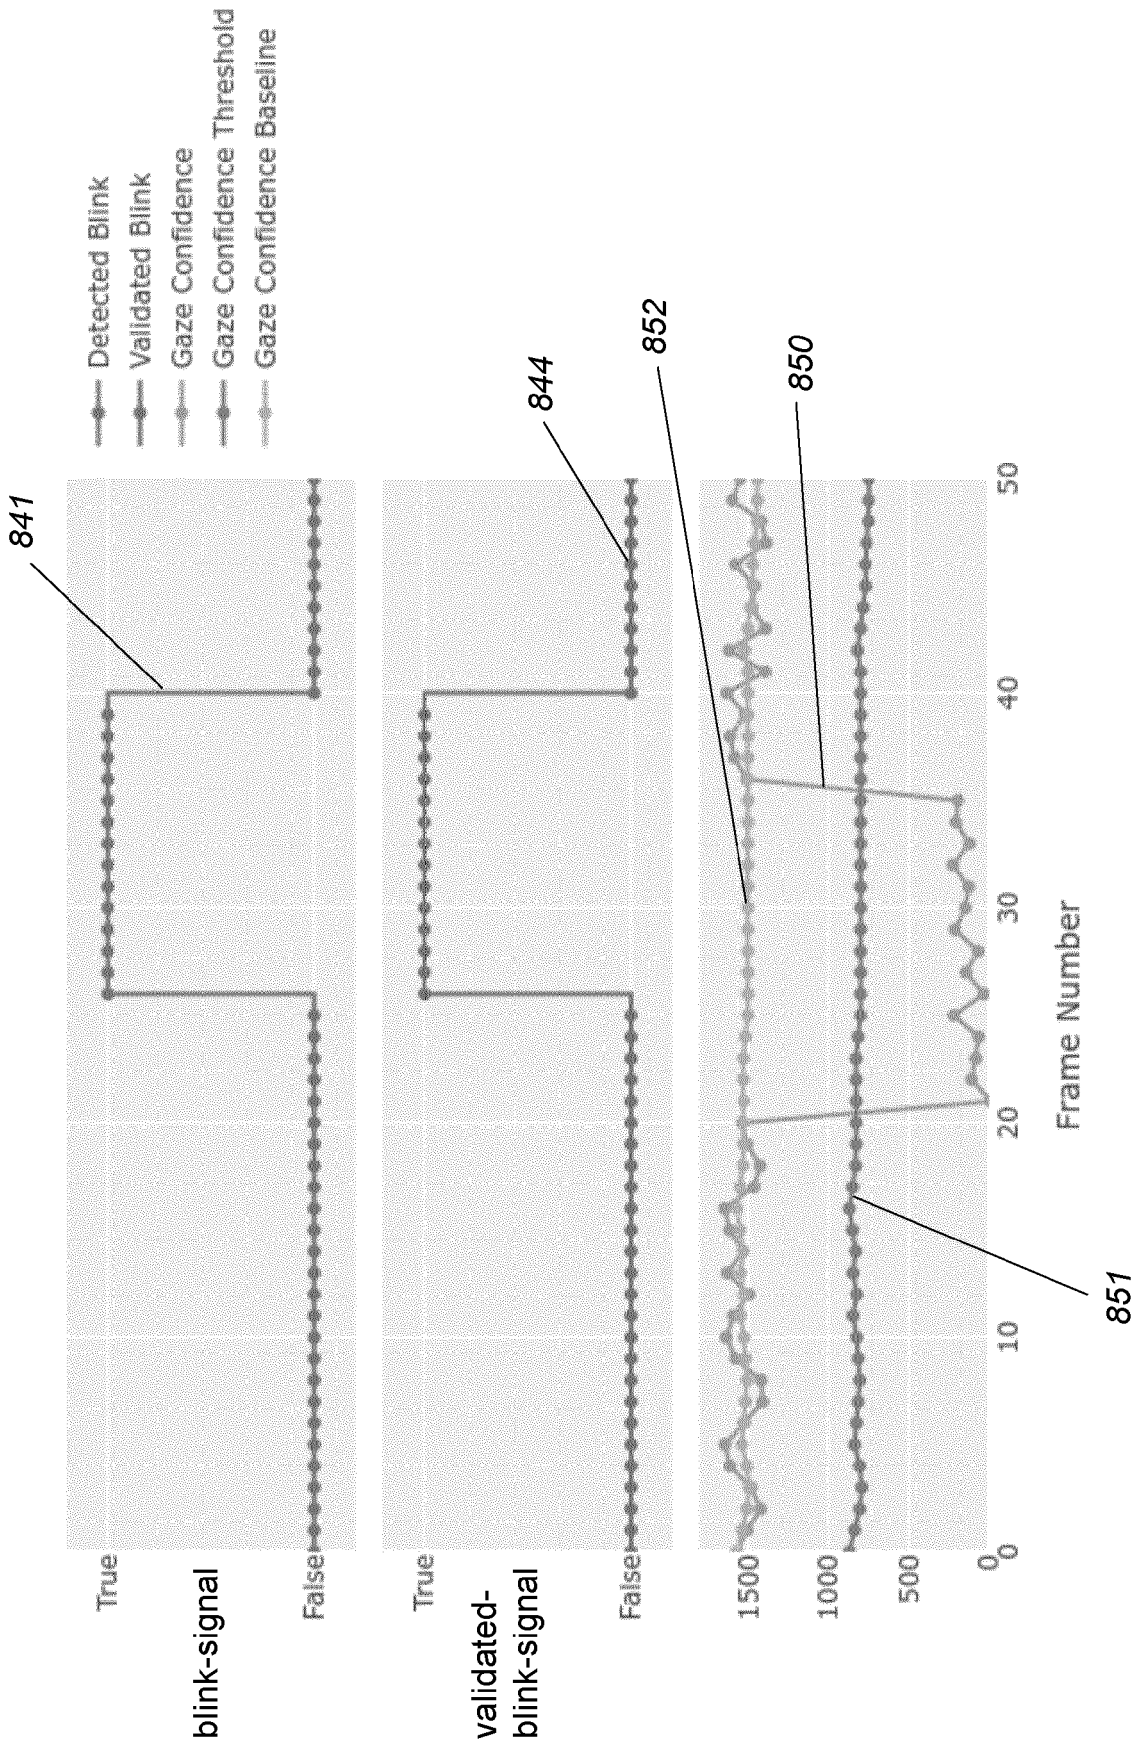 Detected Blink
Validated Blink
Gaze Confidence
Gaze Confidence Threshold
Gaze Confidence Baseline
841
True
blink-signal
False
844
True
validated-
blink-signal
False
852
850
1500
1000
500
0
0
10
20
30
40
50
Frame Number
851